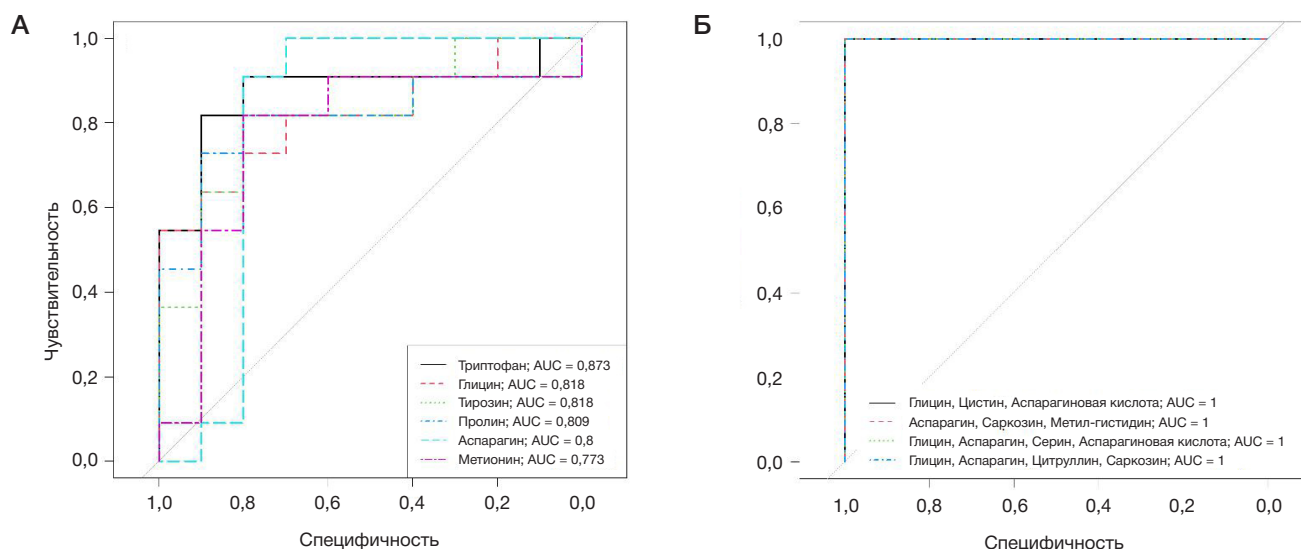 А
Чувствительность
1,0
0,8
0,6
0,4
0,2
0,0
Триптофан; AUC = 0,873
Глицин; AUC = 0,818
Тирозин; AUC = 0,818
Пролин; AUC = 0,809
Аспарагин; AUC = 0,8
Метионин; AUC = 0,773
1,0 0,8 0,6 0,4 0,2 0,0
Специфичность
Б
1,0
0,8
0,6
0,4
0,2
0,0
Глицин, Цистин, Аспарагиновая кислота; AUC = 1
Аспарагин, Саркозин, Метил-гистидин; AUC = 1
Глицин, Аспарагин, Серин, Аспарагиновая кислота; AUC = 1
Глицин, Аспарагин, Цитруллин, Саркозин; AUC = 1
1,0 0,8 0,6 0,4 0,2 0,0
Специфичность